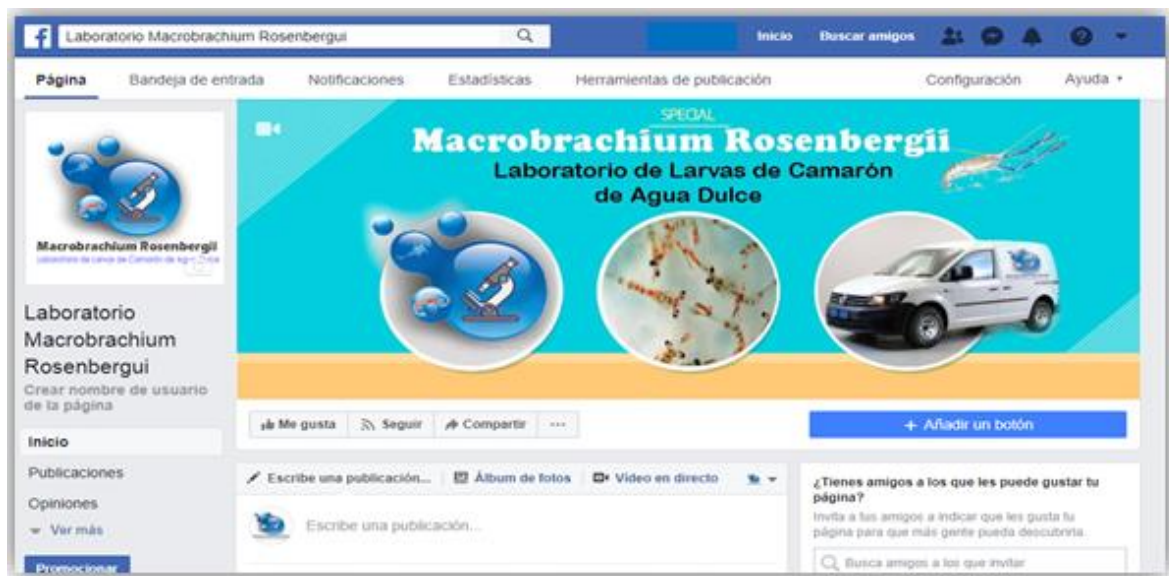 Laboratorio Macrobrachium Rosenbergui
Inicio Buscar amigos
Página Bandeja de entrada Notificaciones Estadísticas Herramientas de publicación Configuración Ayuda
SPECIAL
Macrobrachium Rosenbergii
Laboratorio de Larvas de Camarón
de Agua Dulce
Macrobrachium Rosenbergii
Laboratorio
Macrobrachium
Rosenbergui
Crear nombre de usuario
de la página
Inicio
Publicaciones
Opiniones
Ver más
Promocionar
Me gusta Seguir Compartir ...
+ Añadir un botón
Escribe una publicación... Álbum de fotos Vídeo en directo
Escribe una publicación...
¿Tienes amigos a los que les puede gustar tu
página?
Invita a tus amigos a indicar que les gusta tu
página para que más gente pueda descubrirla.
Busca amigos a los que invitar